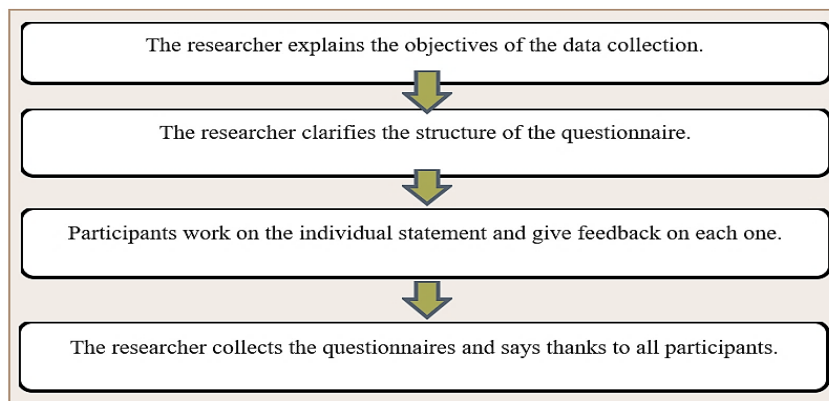 The researcher explains the objectives of the data collection.
The researcher clarifies the structure of the questionnaire.
Participants work on the individual statement and give feedback on each one.
The researcher collects the questionnaires and says thanks to all participants.